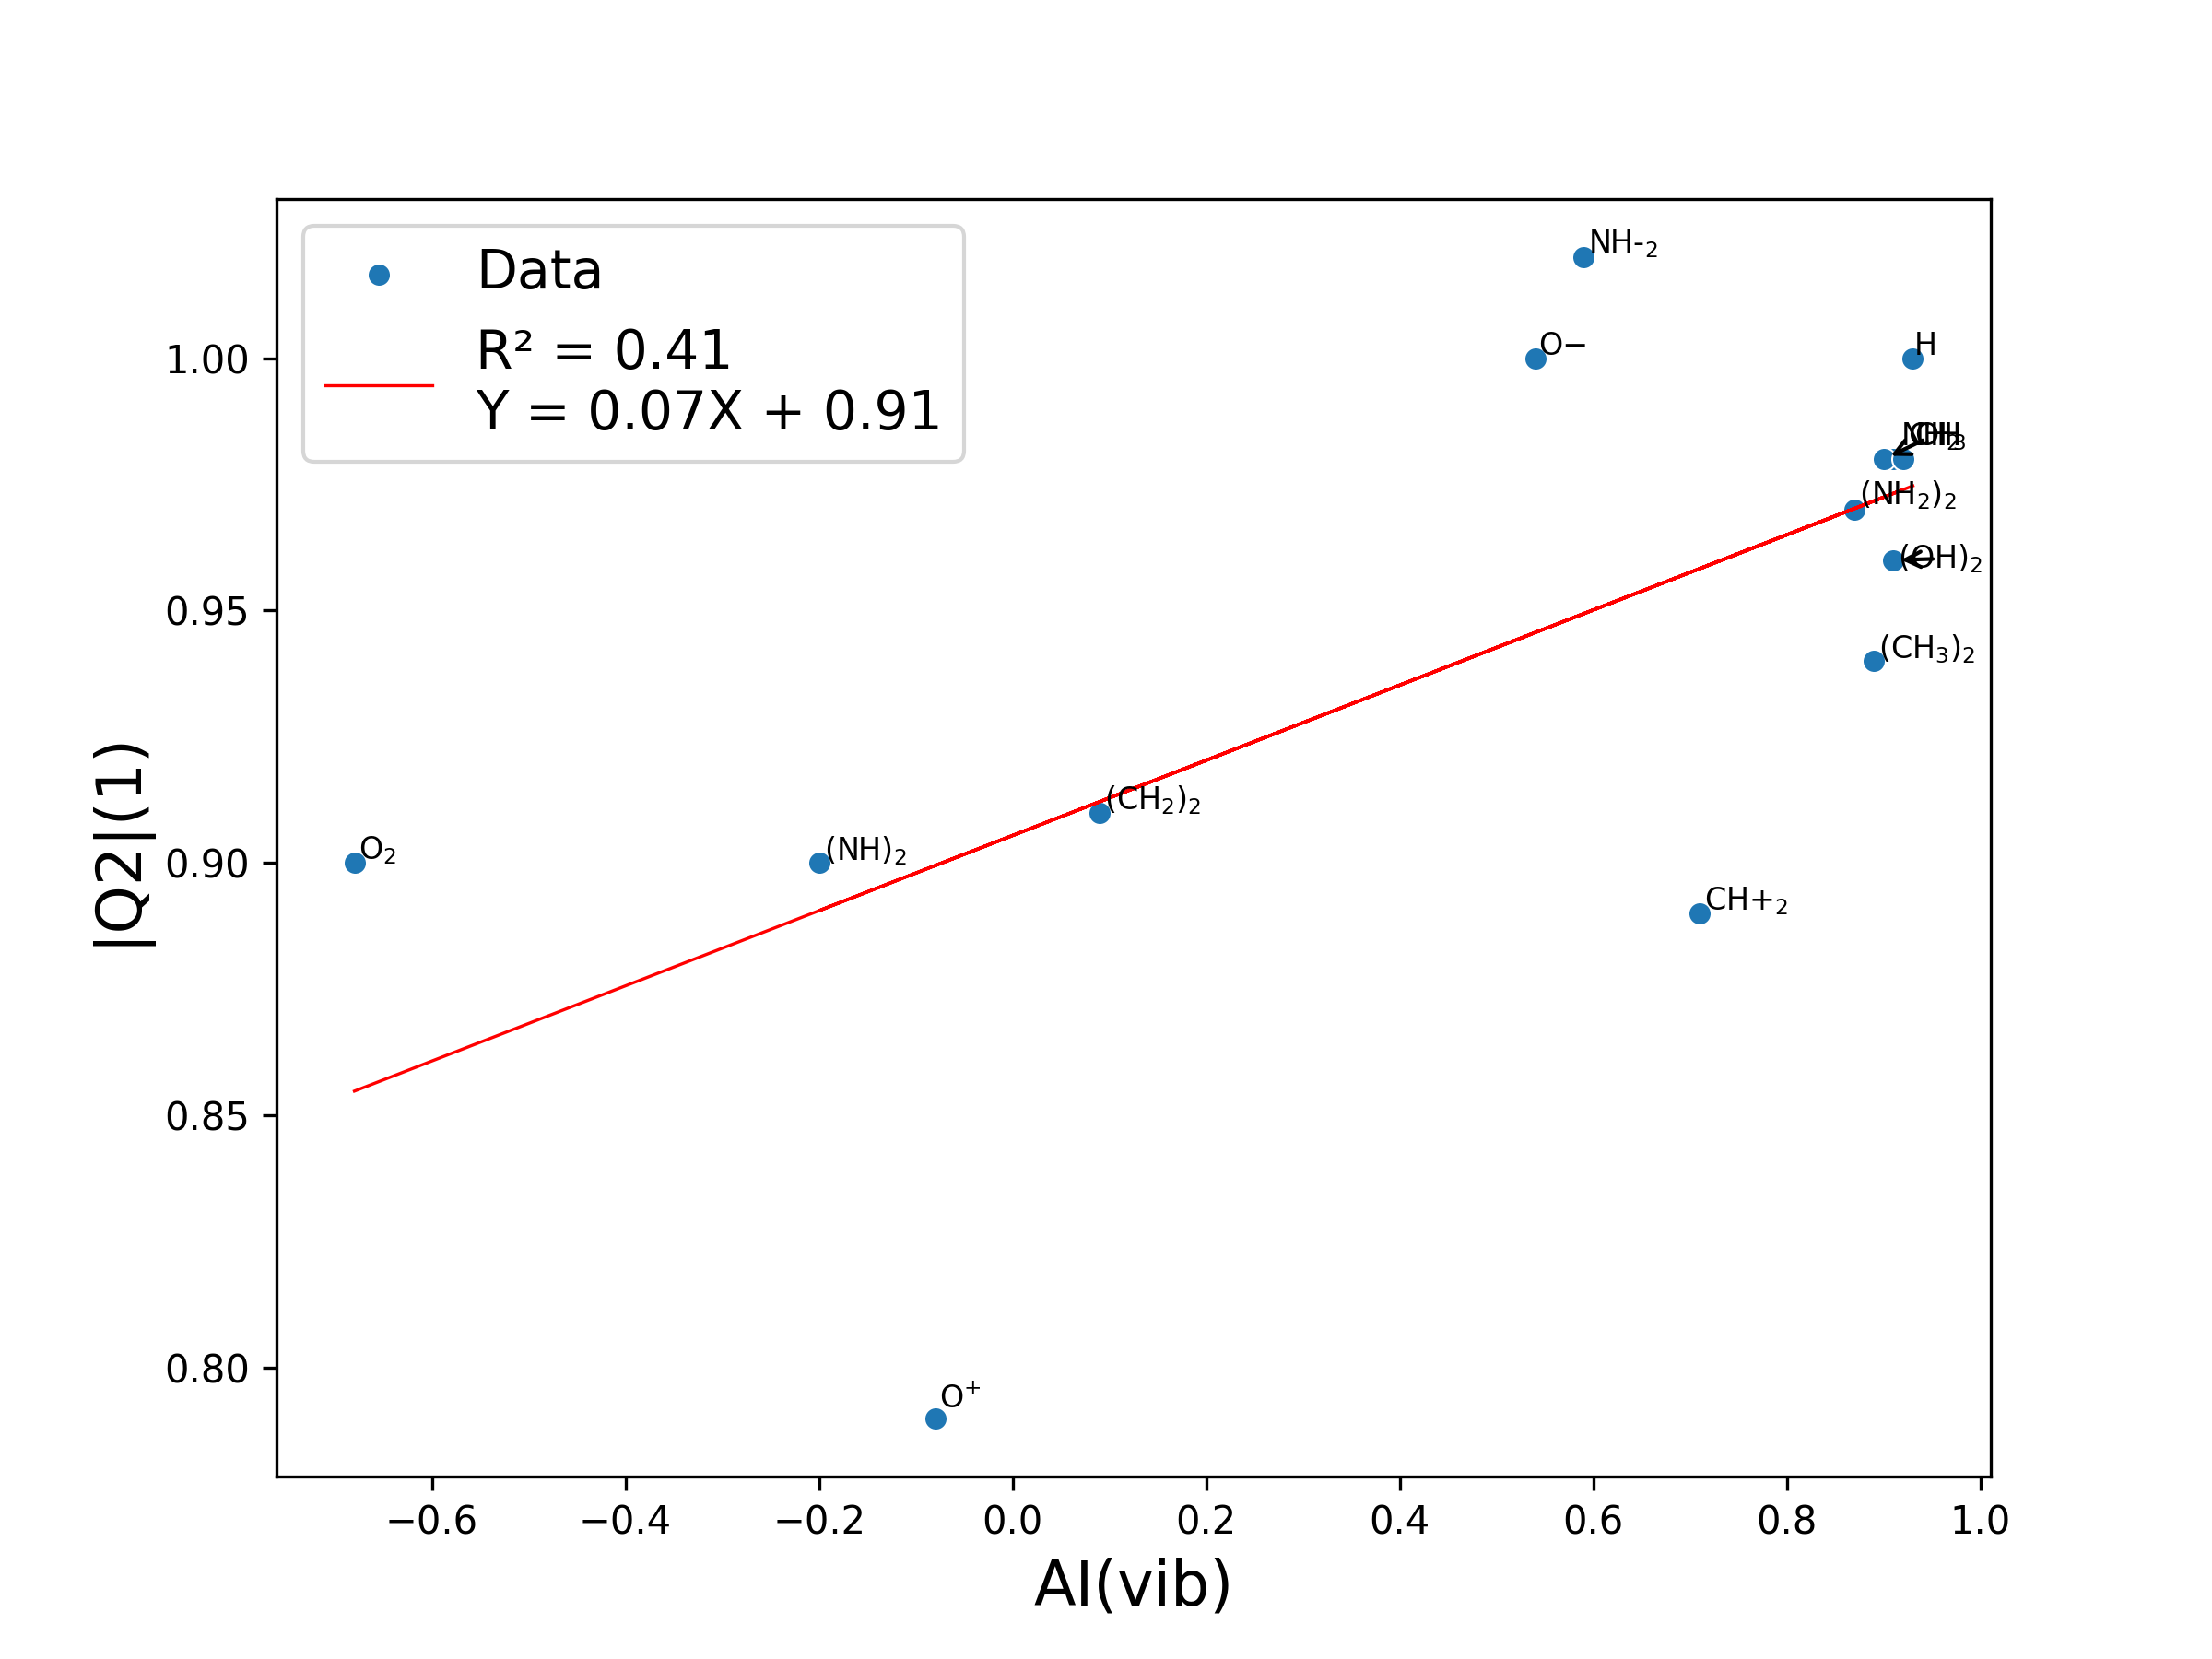 Data
R² = 0.41
Y = 0.07X + 0.91
NH-₂
O−
H
(NH₂)₂
(OH)₂
(CH₃)₂
(CH₂)₂
O₂
(NH)₂
CH+₂
O⁺
1.00
0.95
0.90
0.85
0.80
|Q2|(1)
−0.6
−0.4
−0.2
0.0
0.2
0.4
0.6
0.8
1.0
AI(vib)